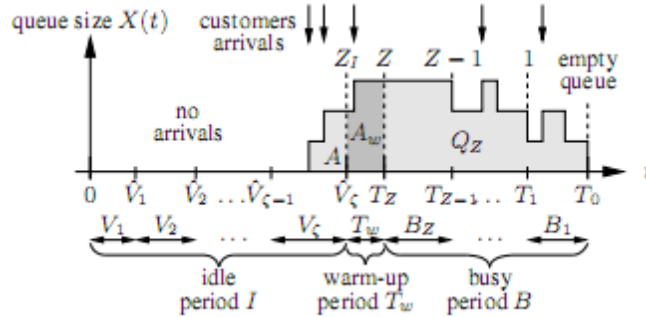 queue size X(t)
customers
arrivals
Z_I Z Z − 1 1 empty
queue
no
arrivals
A A_w Q_Z
0 V̂_1 V̂_2 ... V̂_{ζ−1} V̂_ζ T_Z T_{Z−1} ... T_1 T_0
V_1 V_2 ... V_ζ T_w B_Z ... B_1
idle
period I
warm-up
period T_w
busy
period B